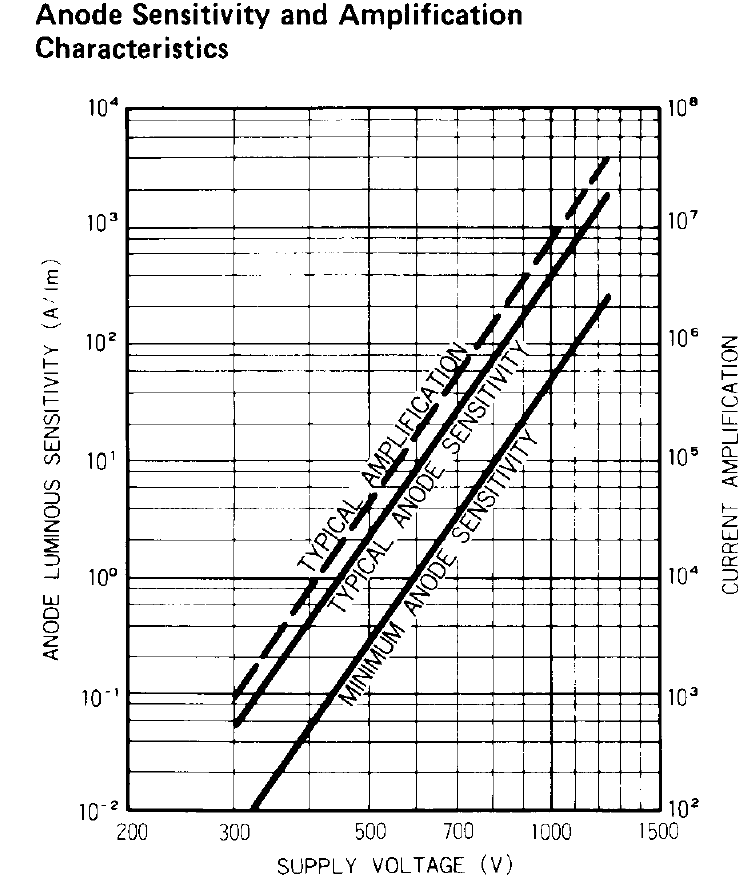 Anode Sensitivity and Amplification
Characteristics
10⁴
10³
10²
10¹
10⁰
10⁻¹
10⁻²
ANODE LUMINOUS SENSITIVITY (A/lm)
10⁸
10⁷
10⁶
10⁵
10⁴
10³
10²
CURRENT AMPLIFICATION
TYPICAL AMPLIFICATION
TYPICAL ANODE SENSITIVITY
MINIMUM ANODE SENSITIVITY
200 300 500 700 1000 1500
SUPPLY VOLTAGE (V)